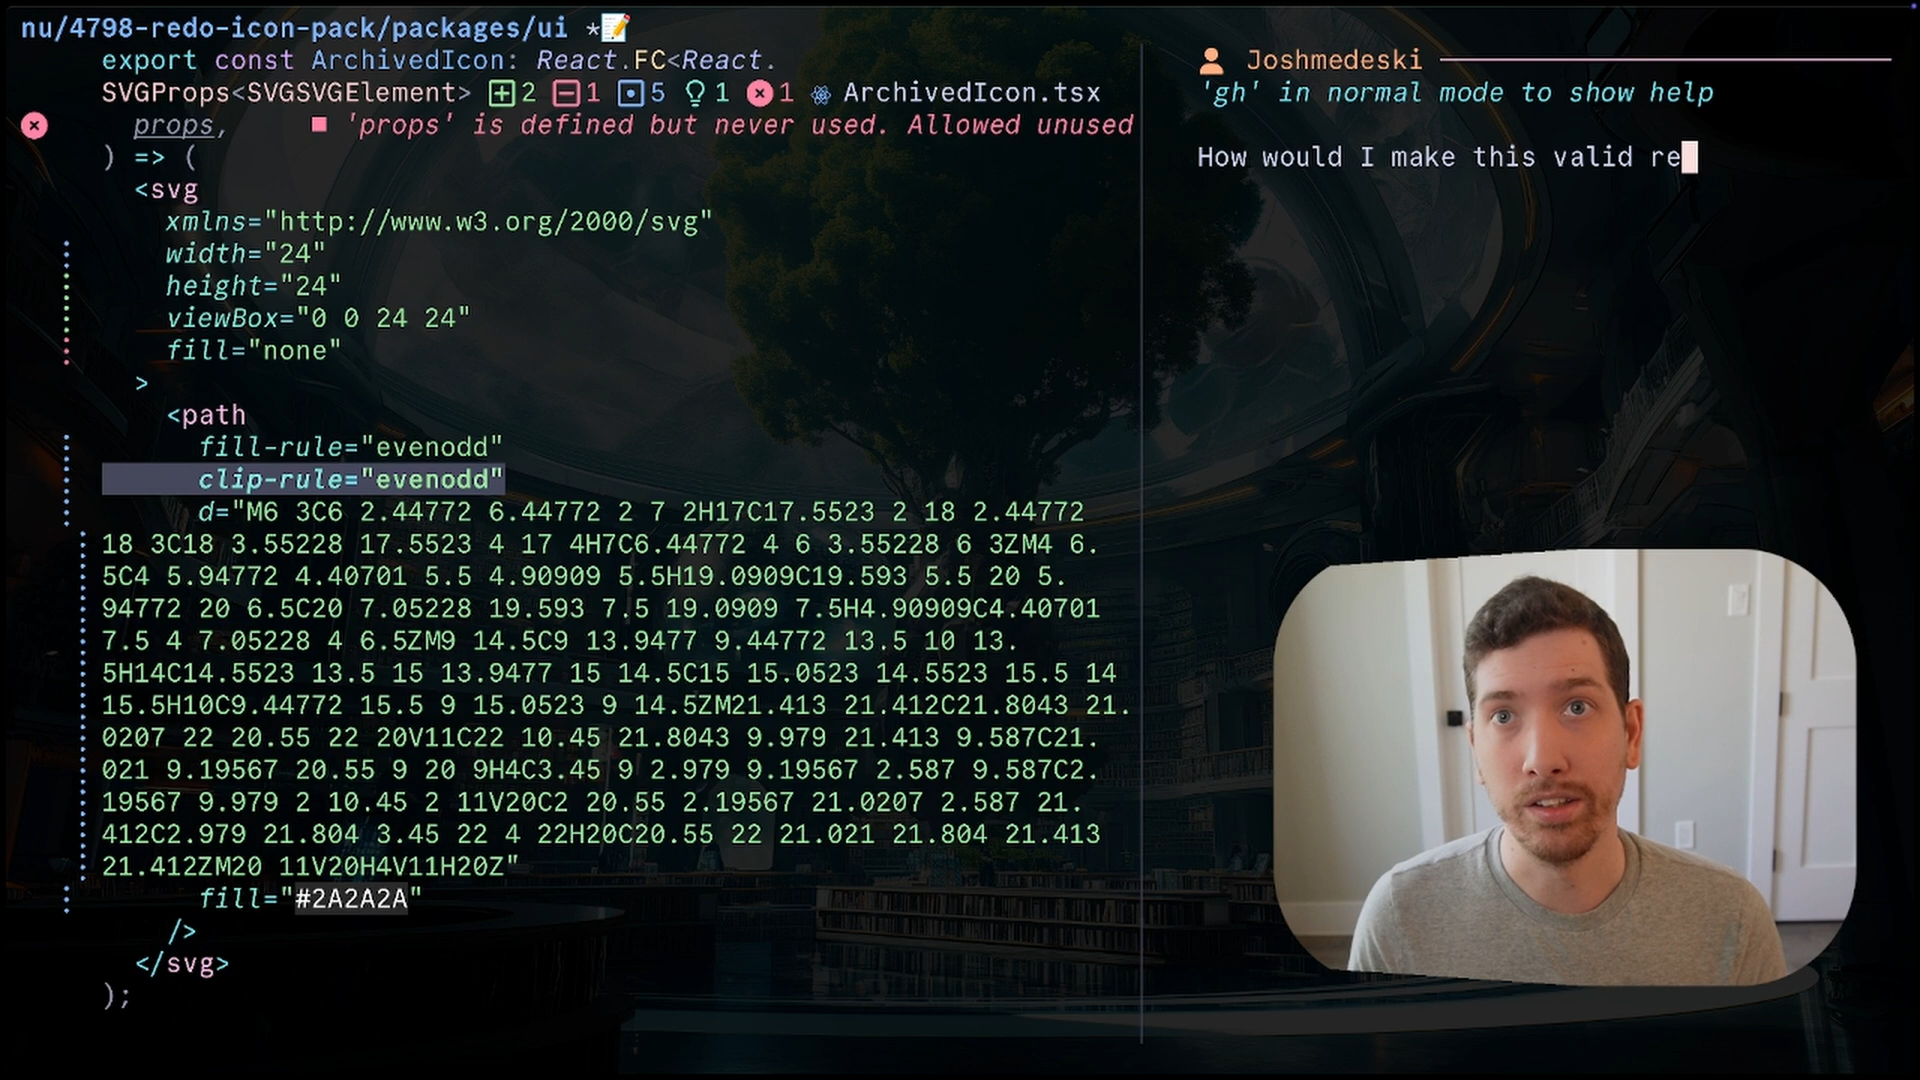 nu/4798-redo-icon-pack/packages/ui *📝
export const ArchivedIcon: React.FC<React.
SVGProps<SVGSVGElement> 2 1 5 1 1 ArchivedIcon.tsx
props, ■ 'props' is defined but never used. Allowed unused
) => (
<svg
xmlns="http://www.w3.org/2000/svg"
width="24"
height="24"
viewBox="0 0 24 24"
fill="none"
>
<path
fill-rule="evenodd"
clip-rule="evenodd"
d="M6 3C6 2.44772 6.44772 2 7 2H17C17.5523 2 18 2.44772
18 3C18 3.55228 17.5523 4 17 4H7C6.44772 4 6 3.55228 6 3ZM4 6.
5C4 5.94772 4.40701 5.5 4.90909 5.5H19.0909C19.593 5.5 20 5.
94772 20 6.5C20 7.05228 19.593 7.5 19.0909 7.5H4.90909C4.40701
7.5 4 7.05228 4 6.5ZM9 14.5C9 13.9477 9.44772 13.5 10 13.
5H14C14.5523 13.5 15 13.9477 15 14.5C15 15.0523 14.5523 15.5 14
15.5H10C9.44772 15.5 9 15.0523 9 14.5ZM21.413 21.412C21.8043 21.
0207 22 20.55 22 20V11C22 10.45 21.8043 9.979 21.413 9.587C21.
021 9.19567 20.55 9 20 9H4C3.45 9 2.979 9.19567 2.587 9.587C2.
19567 9.979 2 10.45 2 11V20C2 20.55 2.19567 21.0207 2.587 21.
412C2.979 21.804 3.45 22 4 22H20C20.55 22 21.021 21.804 21.413
21.412ZM20 11V20H4V11H20Z"
fill="#2A2A2A"
/>
</svg>
);
Joshmedeski
'gh' in normal mode to show help
How would I make this valid re